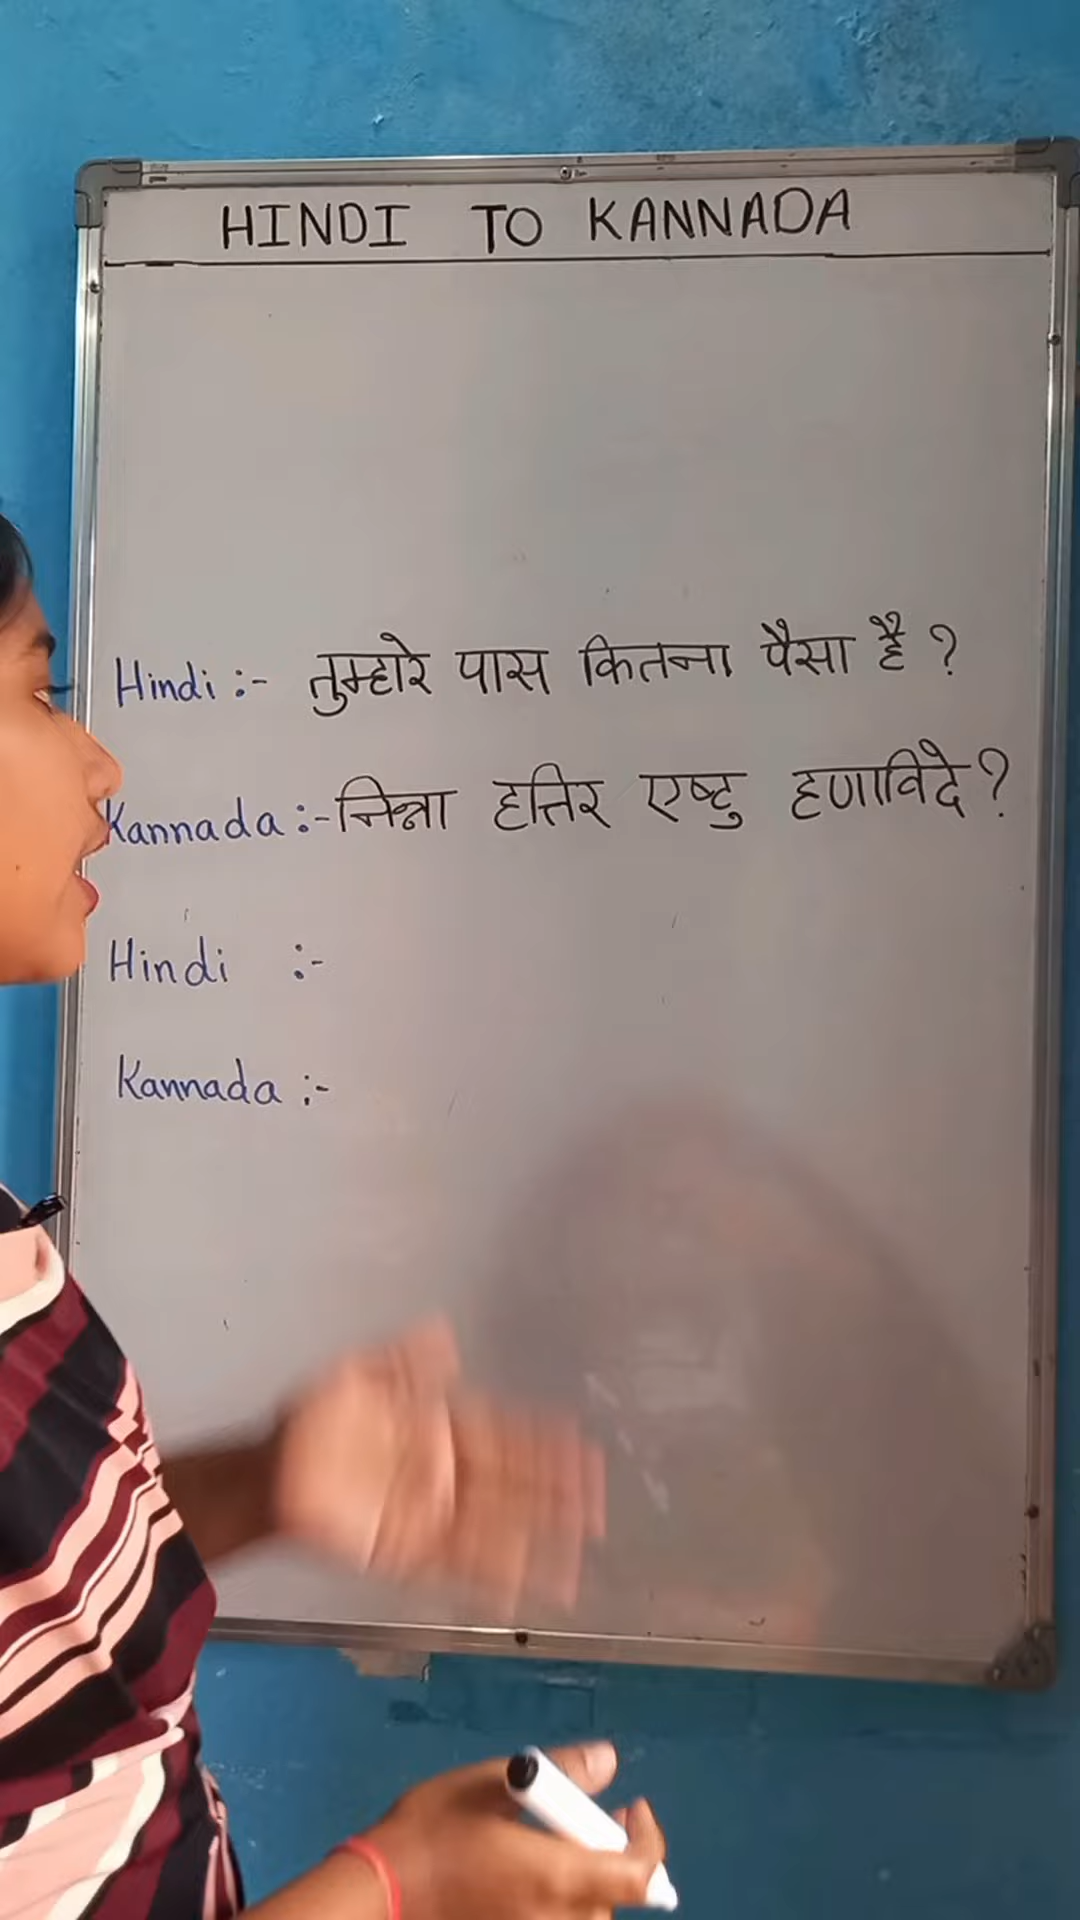 HINDI TO KANNADA
Hindi :- तुम्हारे पास कितना पैसा है ?
Kannada :- निन्ना हत्तिर एष्टु हणाविदे ?
Hindi :-
Kannada :-